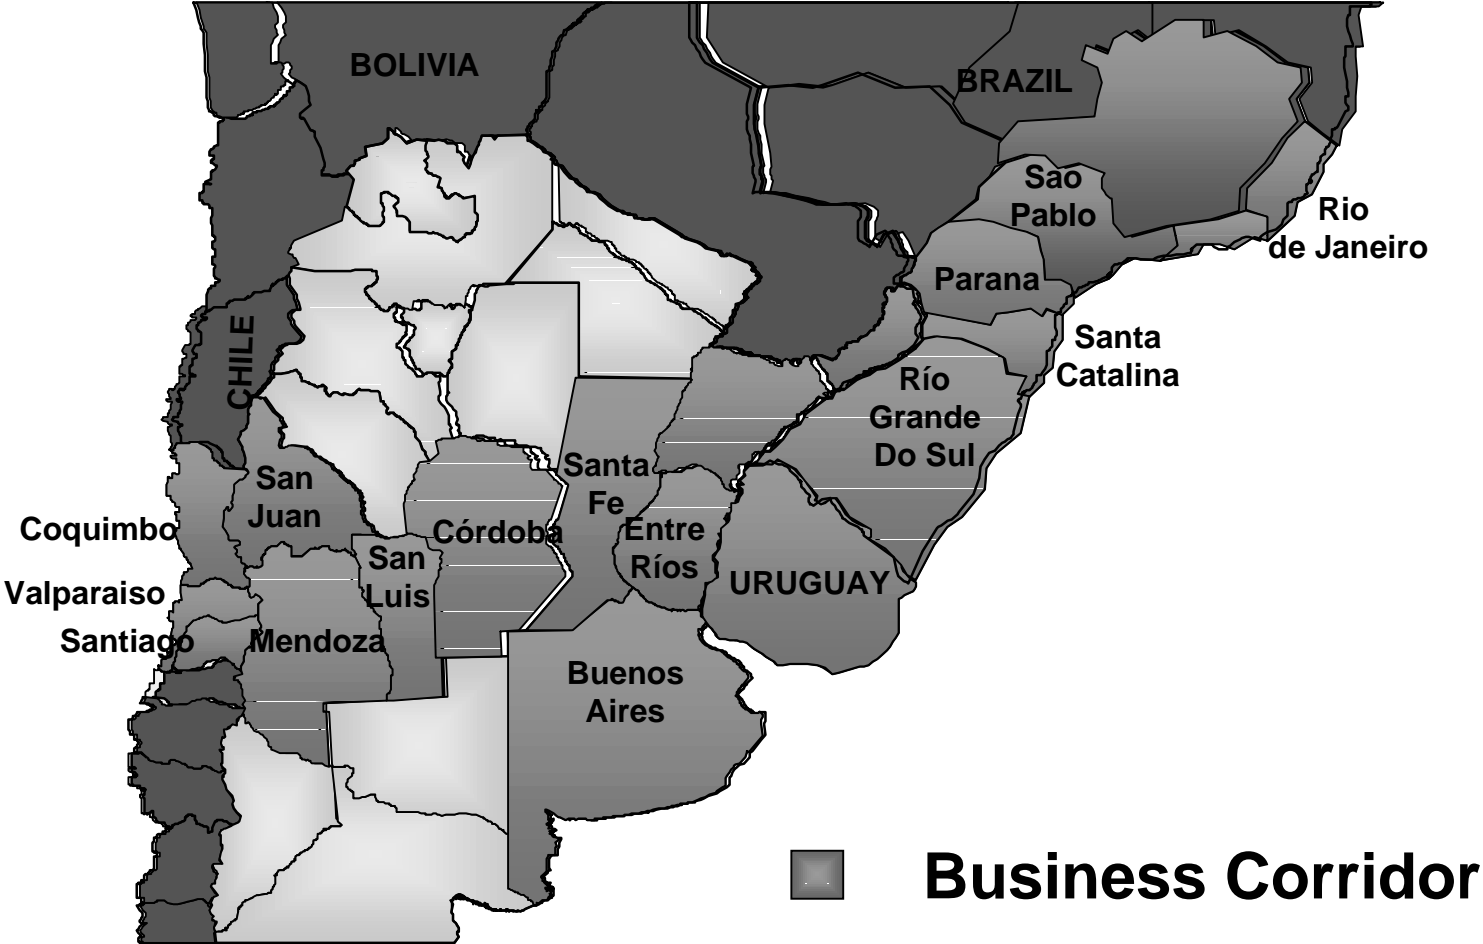 BOLIVIA
BRAZIL
Sao
Pablo
Rio
de Janeiro
Parana
CHILE
Santa
Catalina
Río
Grande
Do Sul
Santa
Fe
San
Juan
Coquimbo
Córdoba
Entre
Ríos
San
Luis
URUGUAY
Valparaiso
Santiago
Mendoza
Buenos
Aires
Business Corridor